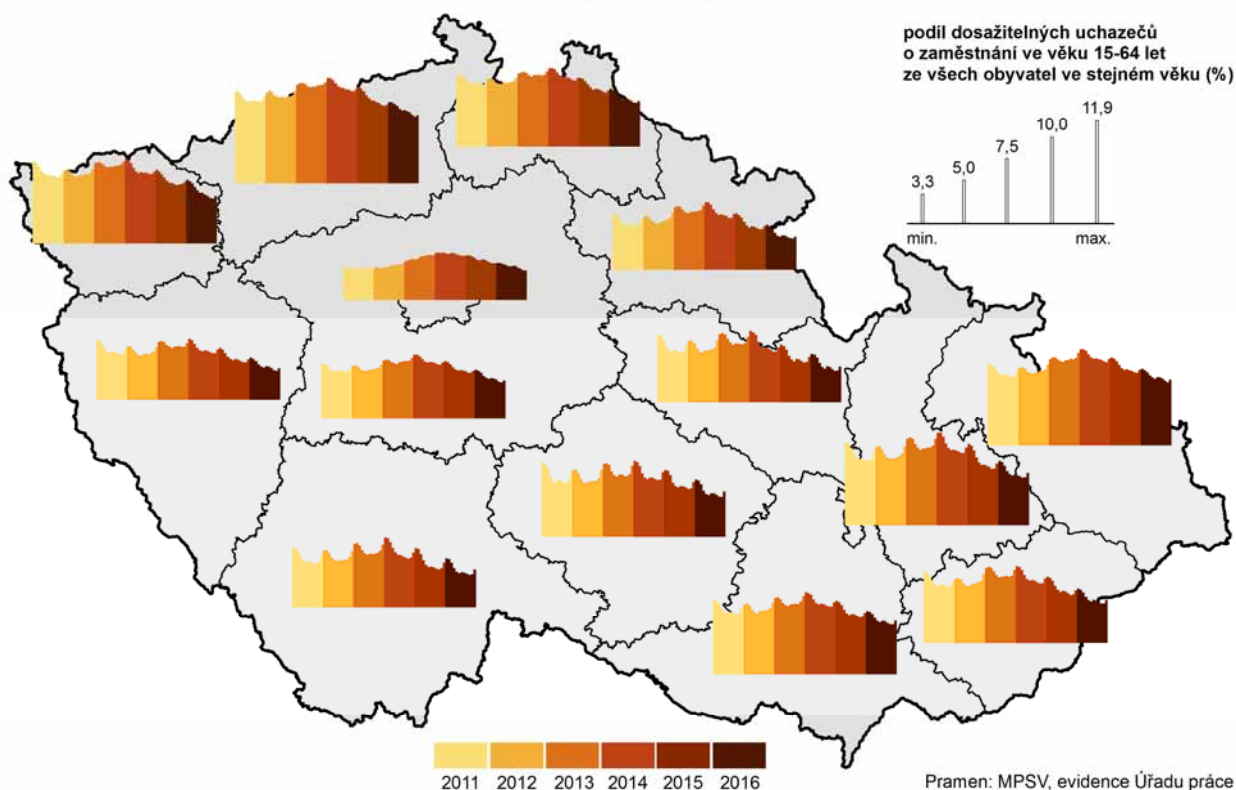 podíl dosažitelných uchazečů
o zaměstnání ve věku 15-64 let
ze všech obyvatel ve stejném věku (%)
3,3
5,0
7,5
10,0
11,9
min.
max.
2011
2012
2013
2014
2015
2016
Pramen: MPSV, evidence Úřadu práce